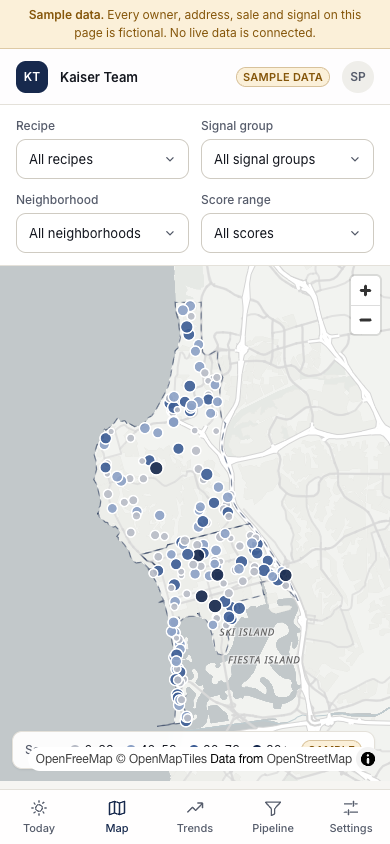 Sample data. Every owner, address, sale and signal on this
page is fictional. No live data is connected.
KT
Kaiser Team
SAMPLE DATA
SP
Recipe
Signal group
All recipes
All signal groups
Neighborhood
Score range
All neighborhoods
All scores
+
−
SKI ISLAND
FIESTA ISLAND
OpenFreeMap © OpenMapTiles Data from OpenStreetMap
Today
Map
Trends
Pipeline
Settings